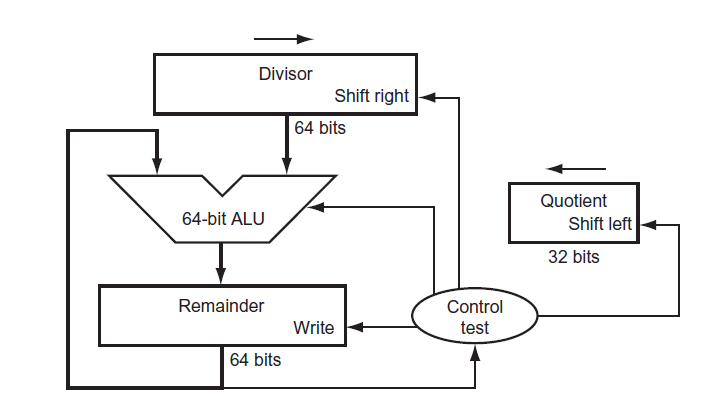 Divisor
Shift right
64 bits
64-bit ALU
Quotient
Shift left
32 bits
Remainder
Write
64 bits
Control
test